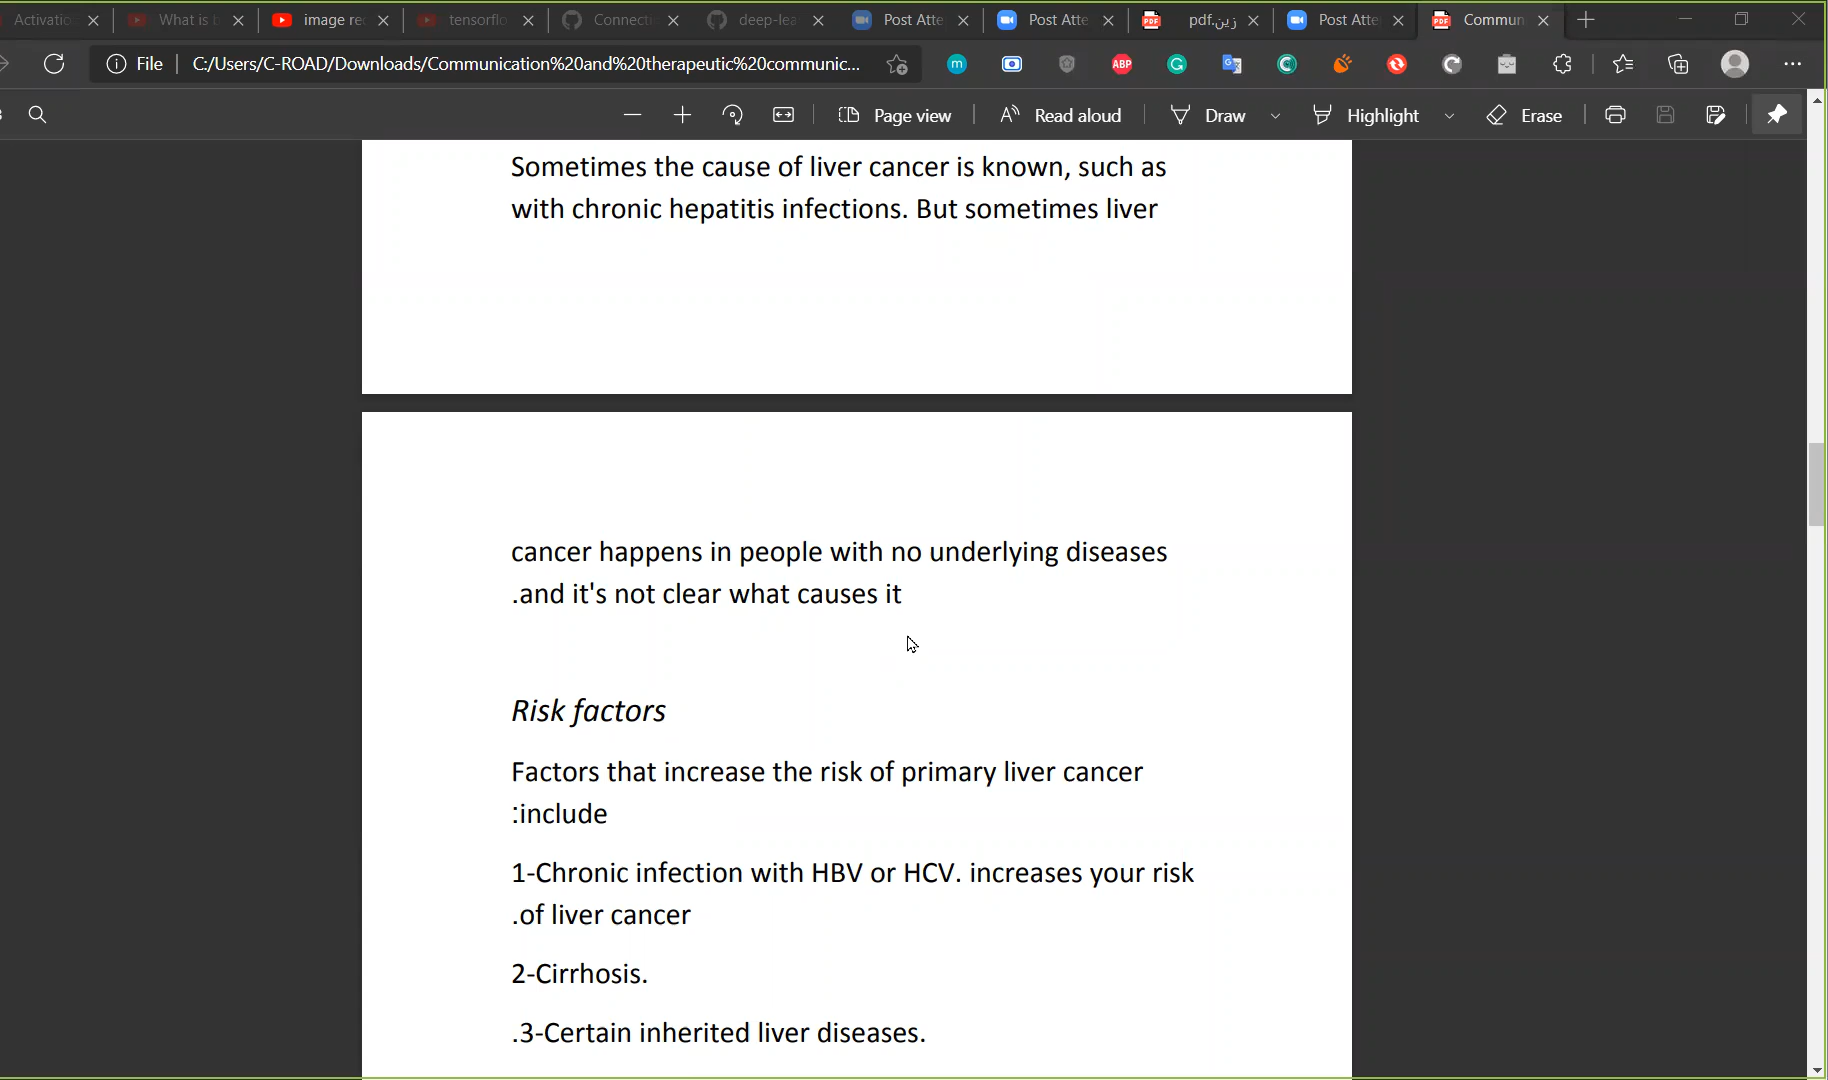 Activatio
What is b
image re
tensorflo
Connecti
deep-lea
Post Atte
Post Atte
زين.pdf
Post Atte
Commun
File
C:/Users/C-ROAD/Downloads/Communication%20and%20therapeutic%20communic...
ABP
Page view
Read aloud
Draw
Highlight
Erase
Sometimes the cause of liver cancer is known, such as
with chronic hepatitis infections. But sometimes liver
cancer happens in people with no underlying diseases
.and it's not clear what causes it
Risk factors
Factors that increase the risk of primary liver cancer
:include
1-Chronic infection with HBV or HCV. increases your risk
.of liver cancer
2-Cirrhosis.
.3-Certain inherited liver diseases.